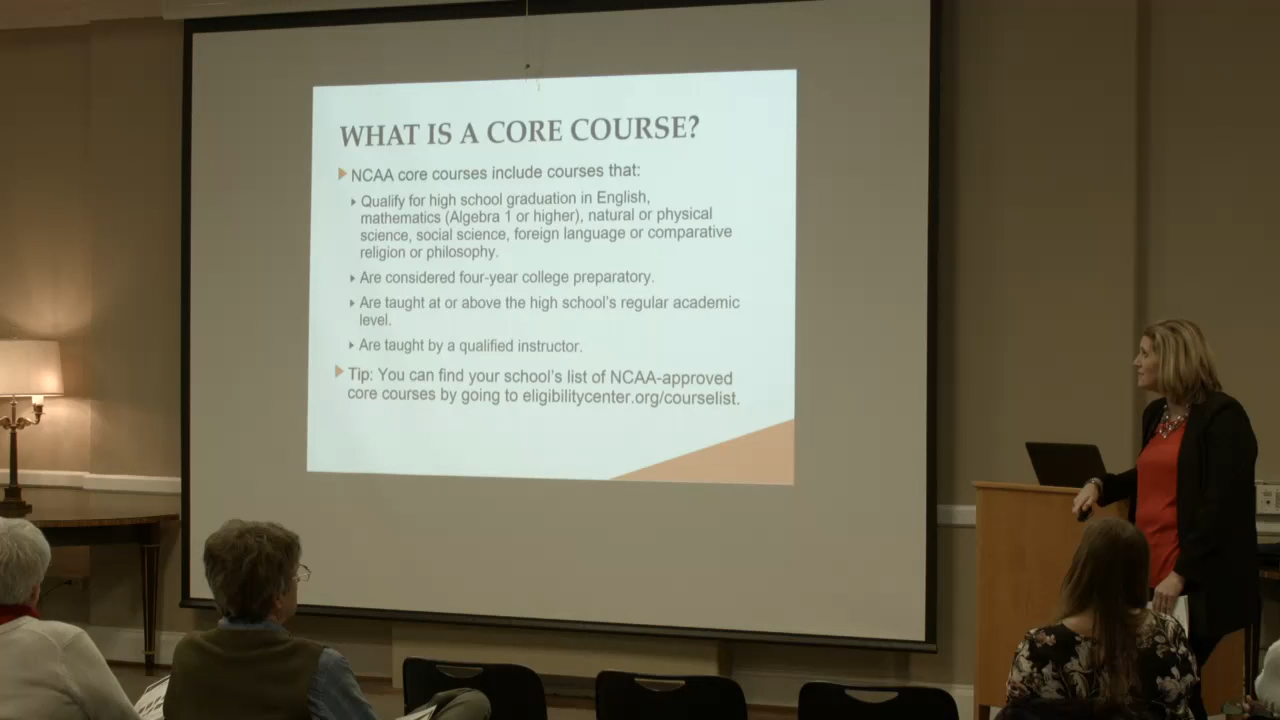 WHAT IS A CORE COURSE?
NCAA core courses include courses that:
Qualify for high school graduation in English,
mathematics (Algebra 1 or higher), natural or physical
science, social science, foreign language or comparative
religion or philosophy.
Are considered four-year college preparatory.
Are taught at or above the high school's regular academic
level.
Are taught by a qualified instructor.
Tip: You can find your school's list of NCAA-approved
core courses by going to eligibilitycenter.org/courselist.